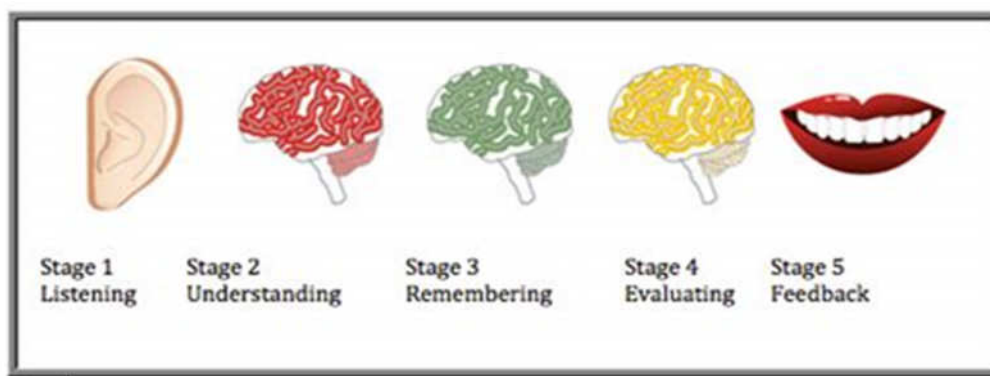 Stage 1
Listening
Stage 2
Understanding
Stage 3
Remembering
Stage 4
Evaluating
Stage 5
Feedback